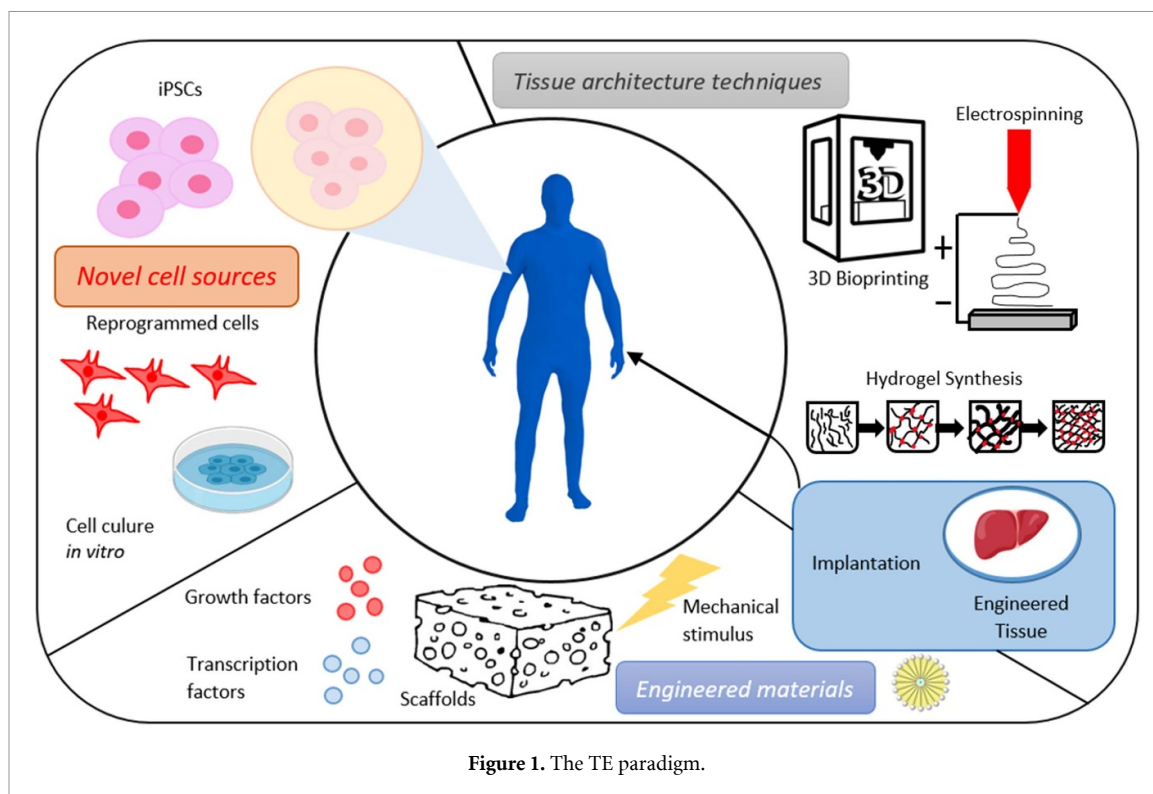 iPSCs
Novel cell sources
Reprogrammed cells
Cell culure
in vitro
Tissue architecture techniques
3D
3D Bioprinting
Electrospinning
+
−
Hydrogel Synthesis
Implantation
Engineered
Tissue
Growth factors
Transcription
factors
Scaffolds
Mechanical
stimulus
Engineered materials
Figure 1. The TE paradigm.